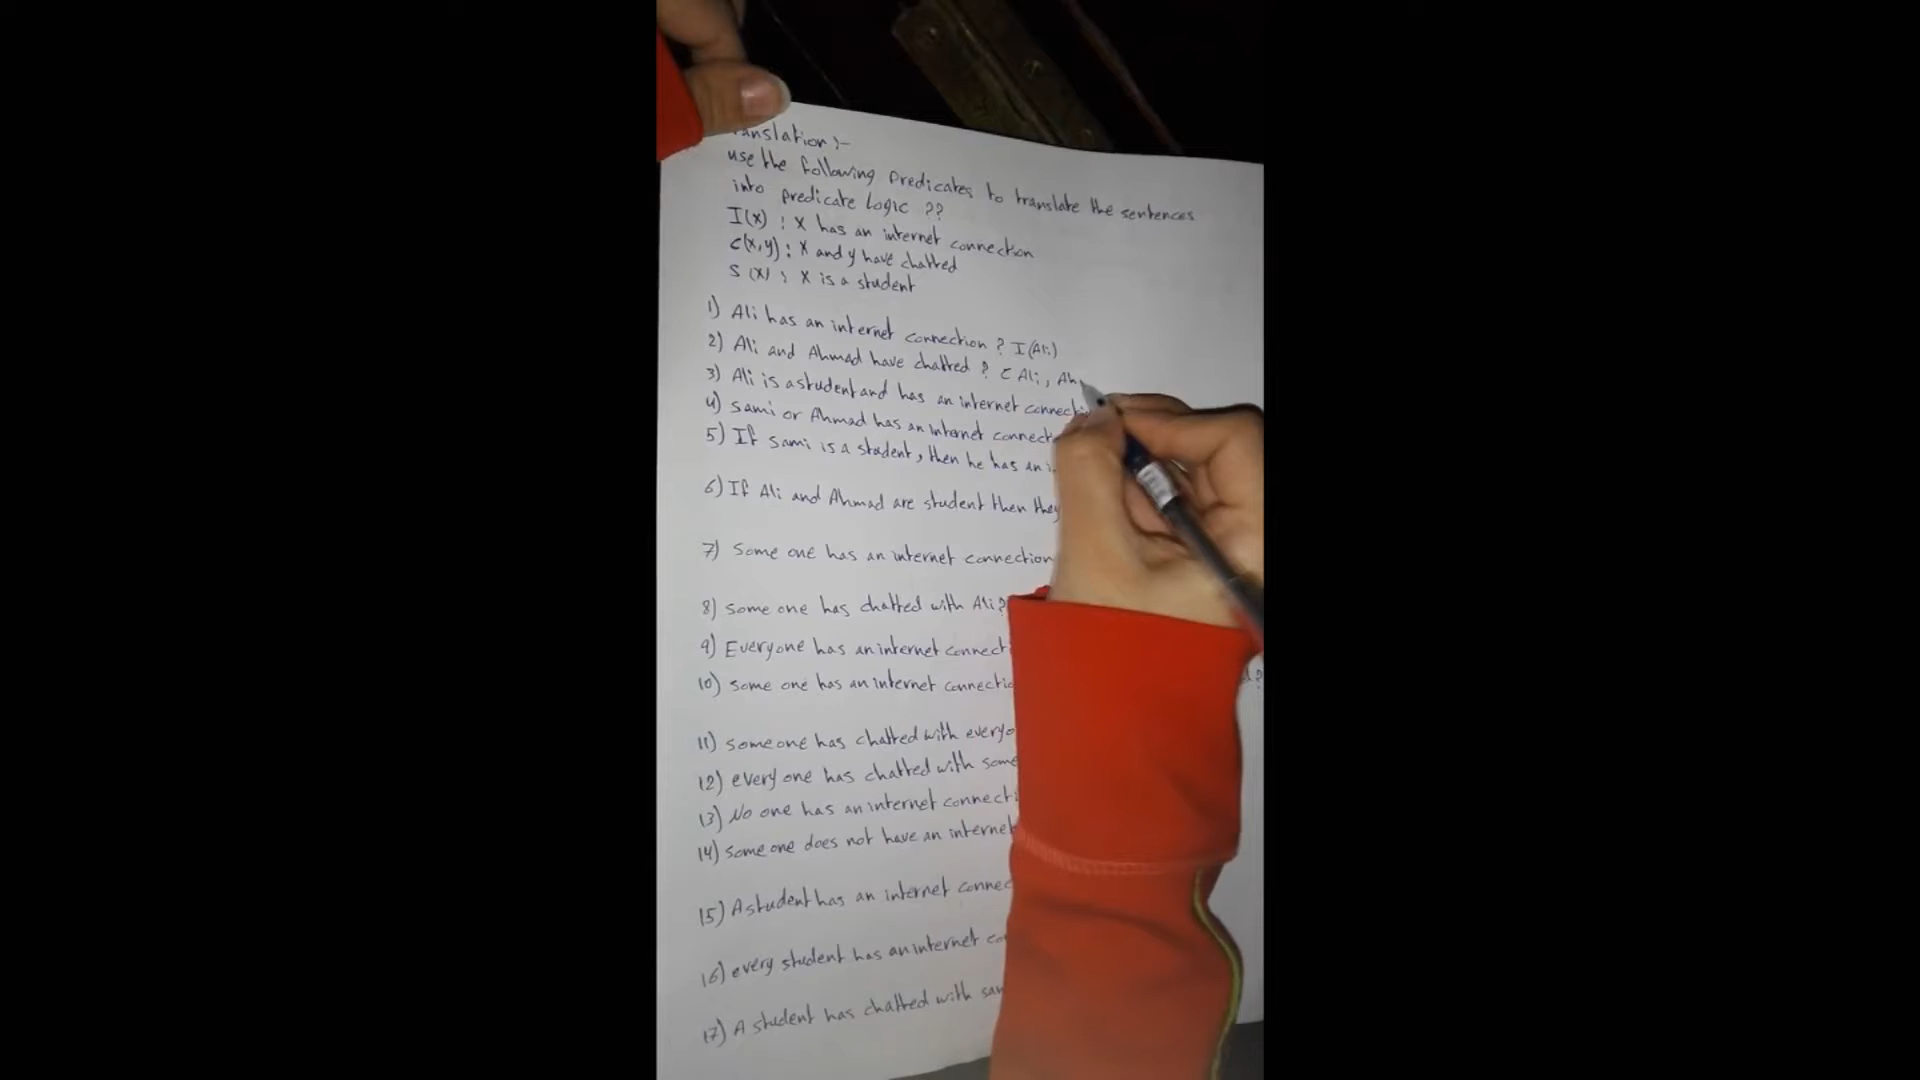 translation :-
use the following predicates to translate the sentences
into predicate logic ??
I(x) : x has an internet connection
C(x,y) : x and y have chatted
S(x) : x is a student
1) Ali has an internet connection ? I(Ali)
2) Ali and Ahmad have chatted ? C Ali, Ah
3) Ali is a student and has an internet connecti
4) Sami or Ahmad has an internet connect
5) If Sami is a student, then he has an i
6) If Ali and Ahmad are student then they
7) Some one has an internet connection
8) some one has chatted with Ali?
9) Everyone has an internet connecti
10) some one has an internet connectio
d?
11) someone has chatted with everyo
12) every one has chatted with some
13) No one has an internet connecti
14) some one does not have an internet
15) A student has an internet connec
16) every student has an internet co
17) A student has chatted with sam